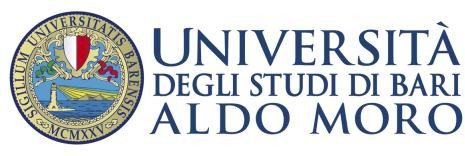 SIGILLUM UNIVERSITATIS BARENSIS
MCMXXV
UNIVERSITÀ
DEGLI STUDI DI BARI
ALDO MORO